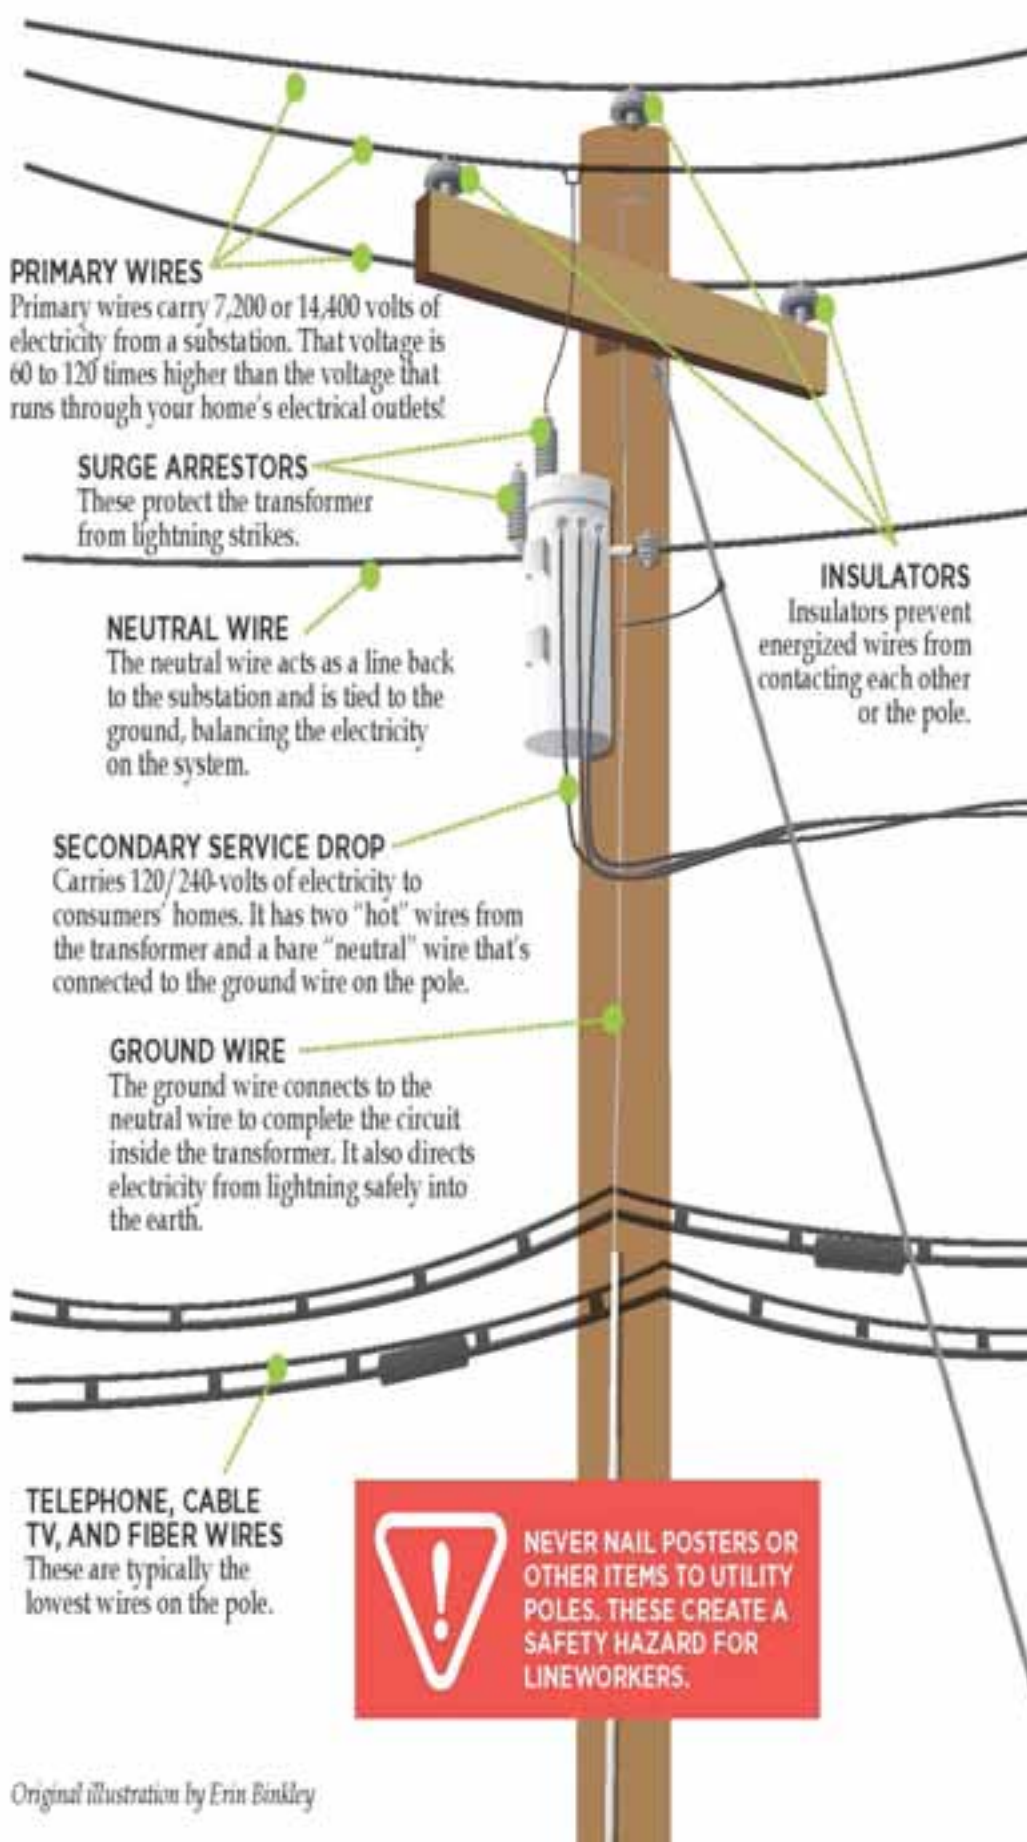 PRIMARY WIRES
Primary wires carry 7,200 or 14,400 volts of
electricity from a substation. That voltage is
60 to 120 times higher than the voltage that
runs through your home's electrical outlets!
SURGE ARRESTORS
These protect the transformer
from lightning strikes.
INSULATORS
Insulators prevent
energized wires from
contacting each other
or the pole.
NEUTRAL WIRE
The neutral wire acts as a line back
to the substation and is tied to the
ground, balancing the electricity
on the system.
SECONDARY SERVICE DROP
Carries 120/240-volts of electricity to
consumers' homes. It has two "hot" wires from
the transformer and a bare "neutral" wire that's
connected to the ground wire on the pole.
GROUND WIRE
The ground wire connects to the
neutral wire to complete the circuit
inside the transformer. It also directs
electricity from lightning safely into
the earth.
TELEPHONE, CABLE
TV, AND FIBER WIRES
These are typically the
lowest wires on the pole.
NEVER NAIL POSTERS OR
OTHER ITEMS TO UTILITY
POLES. THESE CREATE A
SAFETY HAZARD FOR
LINEWORKERS.
Original illustration by Erin Binkley